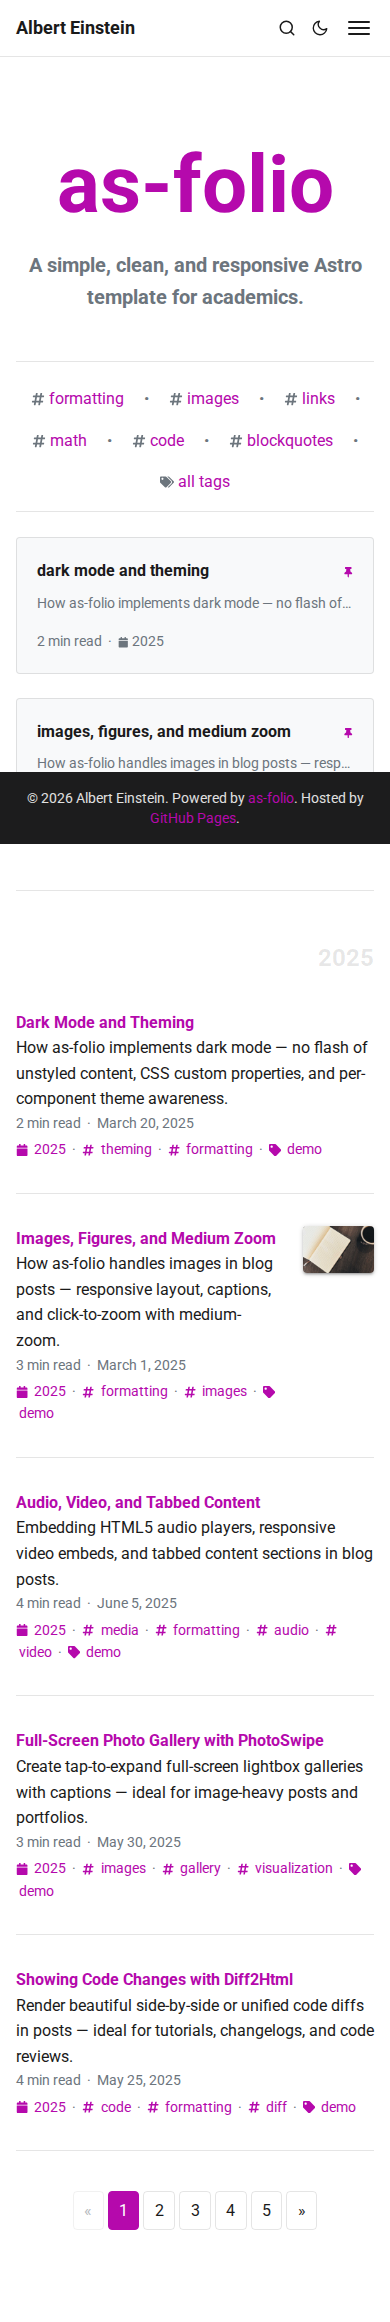 Albert Einstein
as-folio
A simple, clean, and responsive Astro
template for academics.
# formatting • # images • # links •
# math • # code • # blockquotes •
all tags
dark mode and theming
How as-folio implements dark mode — no flash of…
2 min read · 2025
images, figures, and medium zoom
How as-folio handles images in blog posts — resp…
© 2026 Albert Einstein. Powered by as-folio. Hosted by
GitHub Pages.
2025
Dark Mode and Theming
How as-folio implements dark mode — no flash of
unstyled content, CSS custom properties, and per-
component theme awareness.
2 min read · March 20, 2025
2025 · # theming · # formatting · demo
Images, Figures, and Medium Zoom
How as-folio handles images in blog
posts — responsive layout, captions,
and click-to-zoom with medium-
zoom.
3 min read · March 1, 2025
2025 · # formatting · # images ·
demo
Audio, Video, and Tabbed Content
Embedding HTML5 audio players, responsive
video embeds, and tabbed content sections in blog
posts.
4 min read · June 5, 2025
2025 · # media · # formatting · # audio · #
video · demo
Full-Screen Photo Gallery with PhotoSwipe
Create tap-to-expand full-screen lightbox galleries
with captions — ideal for image-heavy posts and
portfolios.
3 min read · May 30, 2025
2025 · # images · # gallery · # visualization ·
demo
Showing Code Changes with Diff2Html
Render beautiful side-by-side or unified code diffs
in posts — ideal for tutorials, changelogs, and code
reviews.
4 min read · May 25, 2025
2025 · # code · # formatting · # diff · demo
« 1 2 3 4 5 »